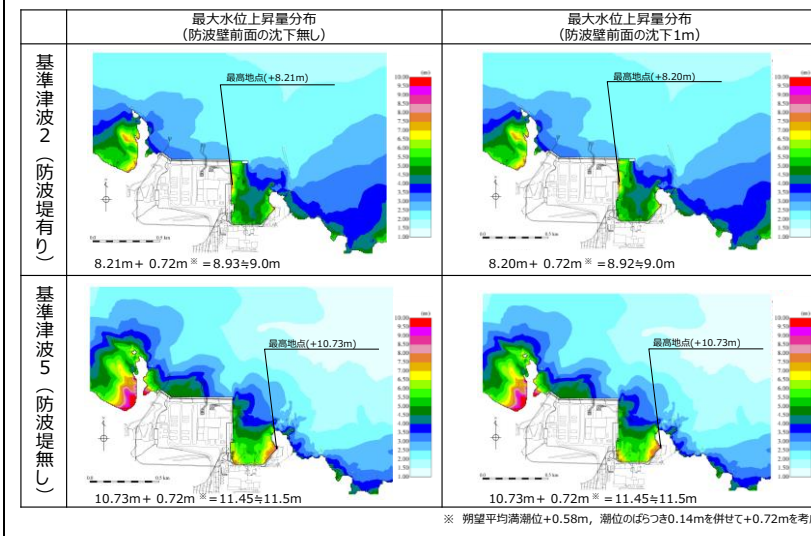 最大水位上昇量分布
(防波壁前面の沈下無し)
最大水位上昇量分布
(防波壁前面の沈下1m)
基準津波2（防波堤有り）
最高地点(+8.21m)
8.21m+ 0.72m ※ =8.93≒9.0m
最高地点(+8.20m)
8.20m+ 0.72m ※ =8.92≒9.0m
基準津波5（防波堤無し）
最高地点(+10.73m)
10.73m+ 0.72m ※ =11.45≒11.5m
最高地点(+10.73m)
10.73m+ 0.72m ※ =11.45≒11.5m
※ 朔望平均満潮位+0.58m，潮位のばらつき0.14mを併せて+0.72mを考